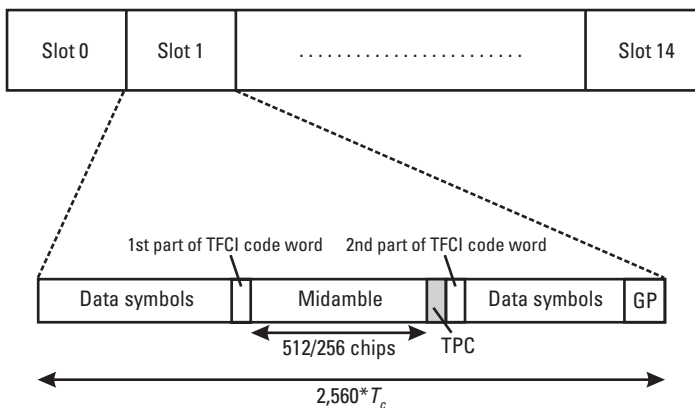 Slot 0 Slot 1 ........................ Slot 14
1st part of TFCI code word 2nd part of TFCI code word
Data symbols Midamble Data symbols GP
512/256 chips TPC
2,560*T_c